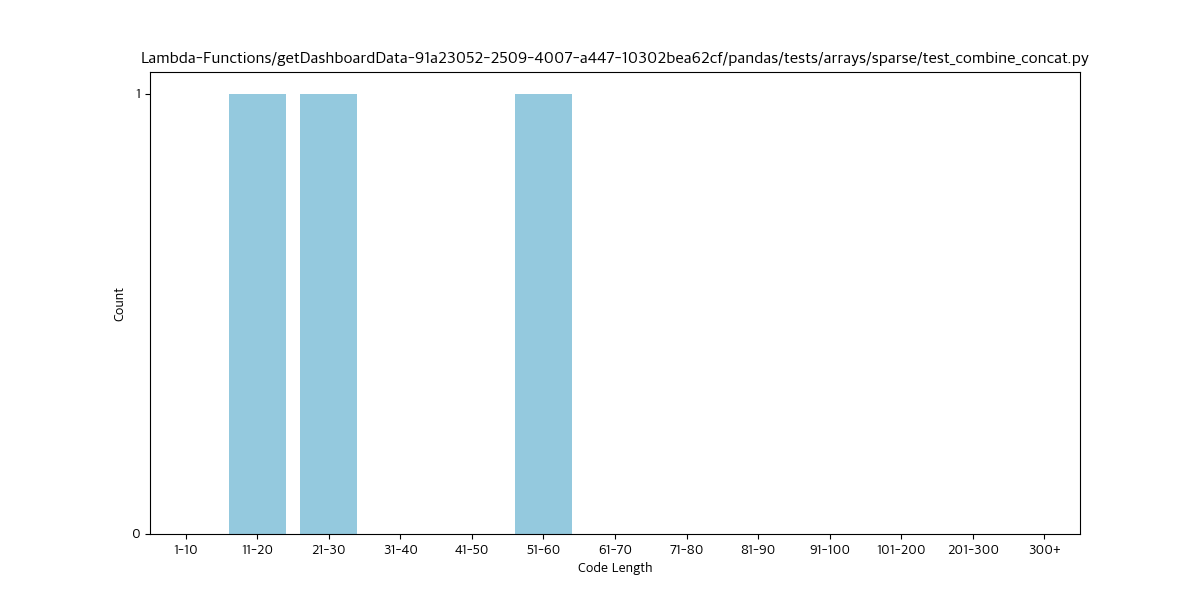 Lambda-Functions/getDashboardData-91a23052-2509-4007-a447-10302bea62cf/pandas/tests/arrays/sparse/test_combine_concat.py
1
Count
0
1-10 11-20 21-30 31-40 41-50 51-60 61-70 71-80 81-90 91-100 101-200 201-300 300+
Code Length